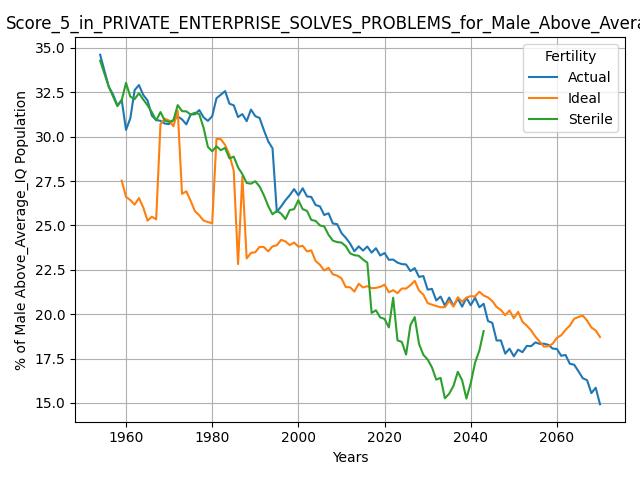 Score_5_in_PRIVATE_ENTERPRISE_SOLVES_PROBLEMS_for_Male_Above_Avera
35.0
32.5
30.0
27.5
25.0
22.5
20.0
17.5
15.0
% of Male Above_Average_IQ Population
Fertility
Actual
Ideal
Sterile
1960
1980
2000
2020
2040
2060
Years